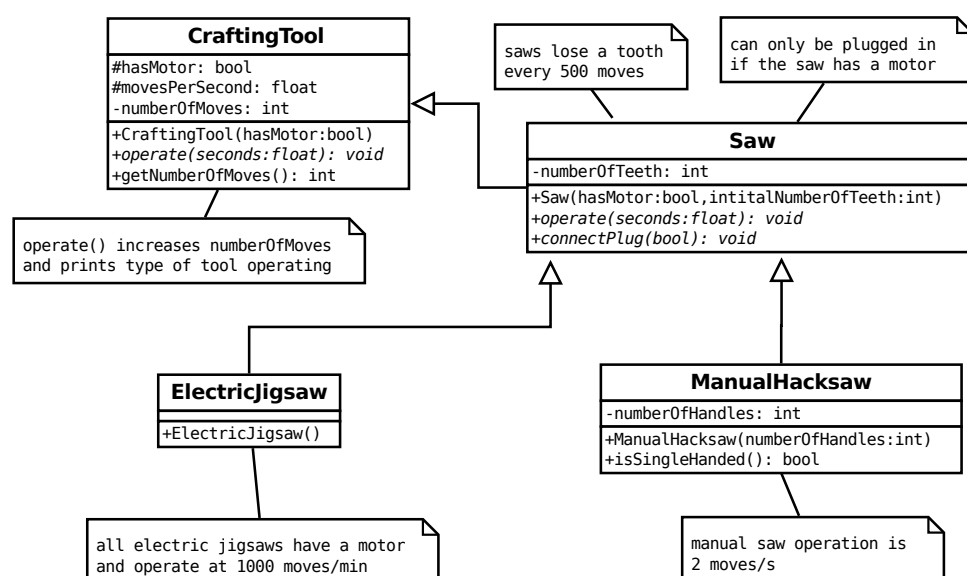 CraftingTool
#hasMotor: bool
#movesPerSecond: float
-numberOfMoves: int
+CraftingTool(hasMotor:bool)
+operate(seconds:float): void
+getNumberOfMoves(): int
operate() increases numberOfMoves
and prints type of tool operating
saws lose a tooth
every 500 moves
can only be plugged in
if the saw has a motor
Saw
-numberOfTeeth: int
+Saw(hasMotor:bool,intitalNumberOfTeeth:int)
+operate(seconds:float): void
+connectPlug(bool): void
ElectricJigsaw
+ElectricJigsaw()
all electric jigsaws have a motor
and operate at 1000 moves/min
ManualHacksaw
-numberOfHandles: int
+ManualHacksaw(numberOfHandles:int)
+isSingleHanded(): bool
manual saw operation is
2 moves/s